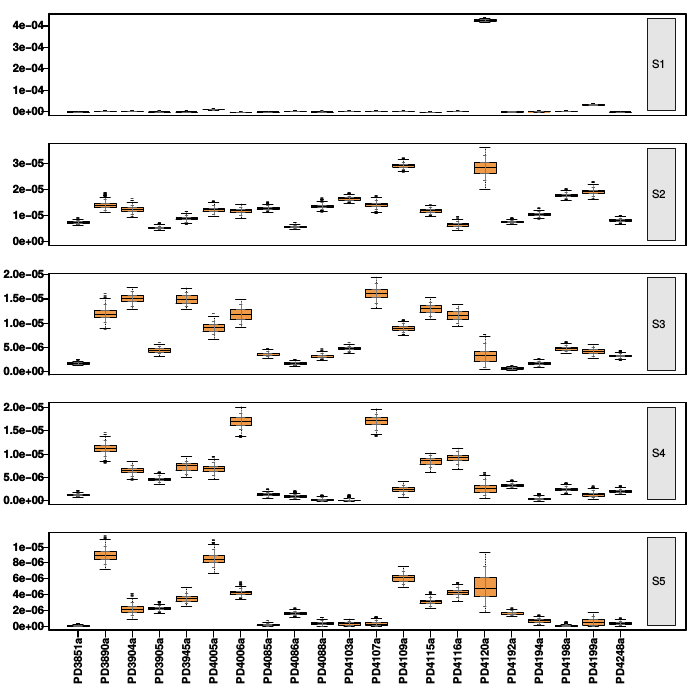 4e−04
3e−04
2e−04
1e−04
0e+00
S1
3e−05
2e−05
1e−05
0e+00
S2
2.0e−05
1.5e−05
1.0e−05
5.0e−06
0.0e+00
S3
2.0e−05
1.5e−05
1.0e−05
5.0e−06
0.0e+00
S4
1e−05
8e−06
6e−06
4e−06
2e−06
0e+00
S5
PD3851a
PD3890a
PD3904a
PD3905a
PD3945a
PD4005a
PD4006a
PD4085a
PD4086a
PD4088a
PD4103a
PD4107a
PD4109a
PD4115a
PD4116a
PD4120a
PD4192a
PD4194a
PD4198a
PD4199a
PD4248a